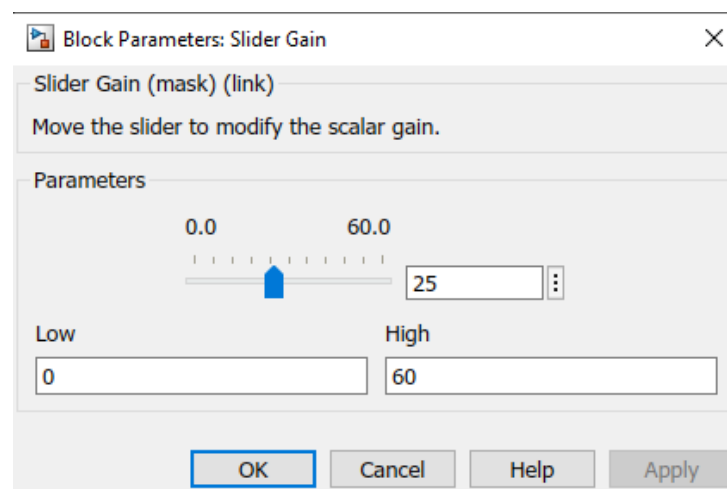 Block Parameters: Slider Gain
Slider Gain (mask) (link)
Move the slider to modify the scalar gain.
Parameters
0.0 60.0
25
Low High
0 60
OK Cancel Help Apply